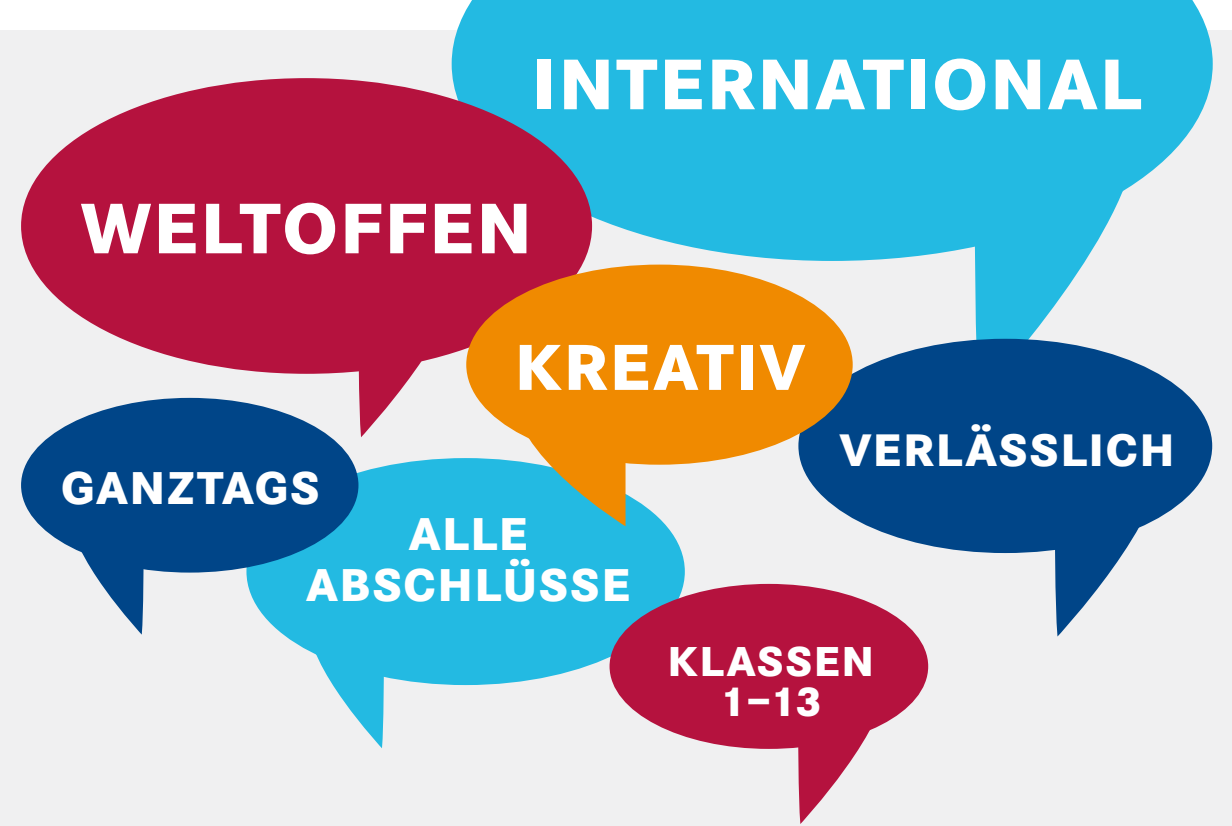 INTERNATIONAL
WELTOFFEN
KREATIV
VERLÄSSLICH
GANZTAGS
ALLE
ABSCHLÜSSE
KLASSEN
1–13